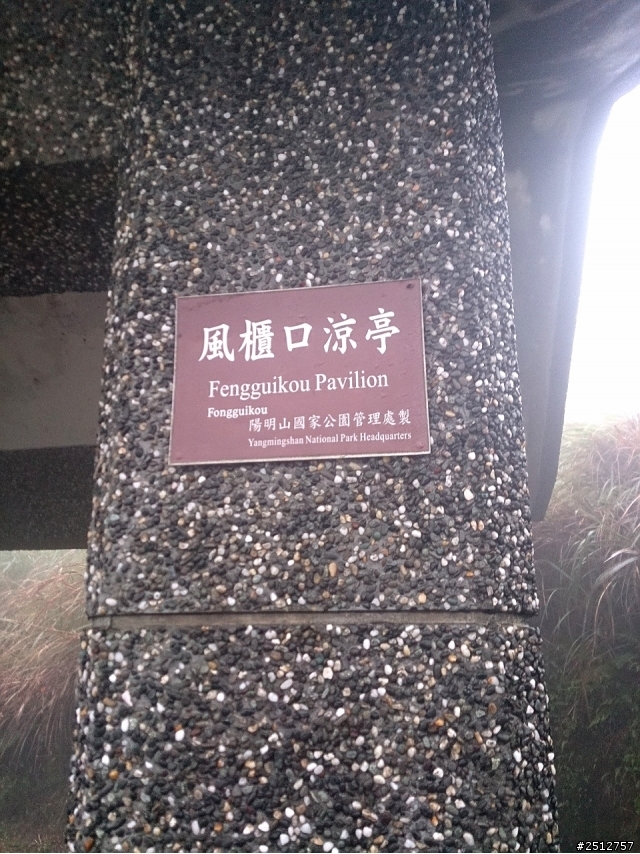 風櫃口涼亭
Fengguikou Pavilion
Fongguikou
陽明山國家公園管理處製
Yangmingshan National Park Headquarters
#2512757